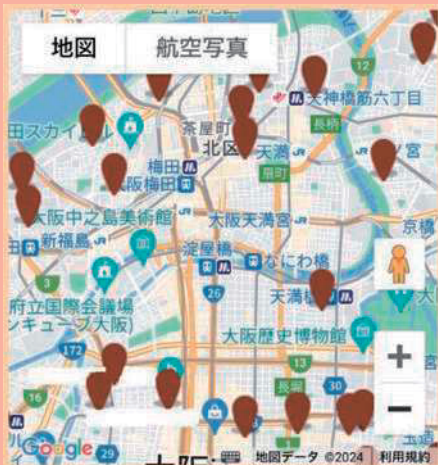 地図
航空写真
12
天神橋筋六丁目
長柄
田スカイビル
茶屋町
北区
天満
扇町
梅田
阪梅田
大阪中之島美術館
大阪天満宮
京橋
新福島
淀屋橋
なにわ橋
3
府立国際会議場
ンキューブ大阪)
26
天満橋
大
大阪歴史博物館
172
13
16
長堀
30
+
−
1
29
Google
地図データ ©2024
利用規約